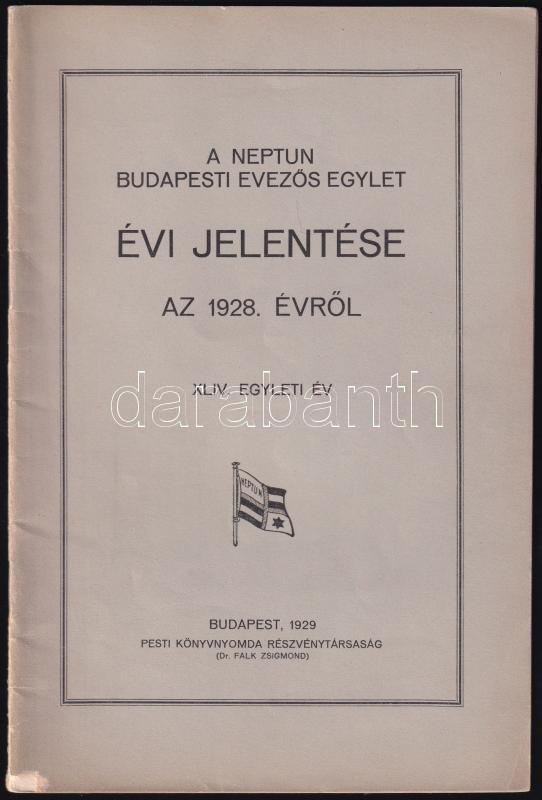 A NEPTUN
BUDAPESTI EVEZŐS EGYLET
ÉVI JELENTÉSE
AZ 1928. ÉVRŐL
XLIV. EGYLETI ÉV
darabanth
NEPTUN
BUDAPEST, 1929
PESTI KÖNYVNYOMDA RÉSZVÉNYTÁRSASÁG
(Dr. FALK ZSIGMOND)